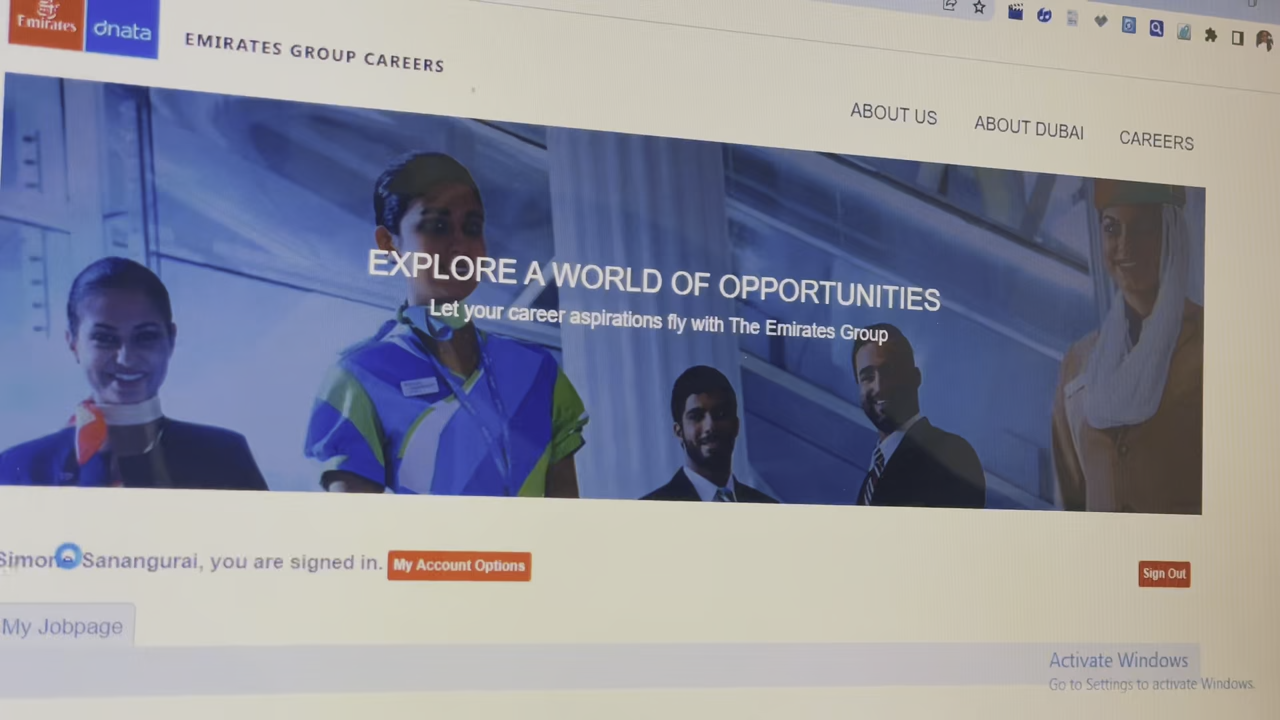 Emirates
dnata
EMIRATES GROUP CAREERS
ABOUT US
ABOUT DUBAI
CAREERS
EXPLORE A WORLD OF OPPORTUNITIES
Let your career aspirations fly with The Emirates Group
Simone Sanangurai, you are signed in.
My Account Options
Sign Out
My Jobpage
Activate Windows
Go to Settings to activate Windows.